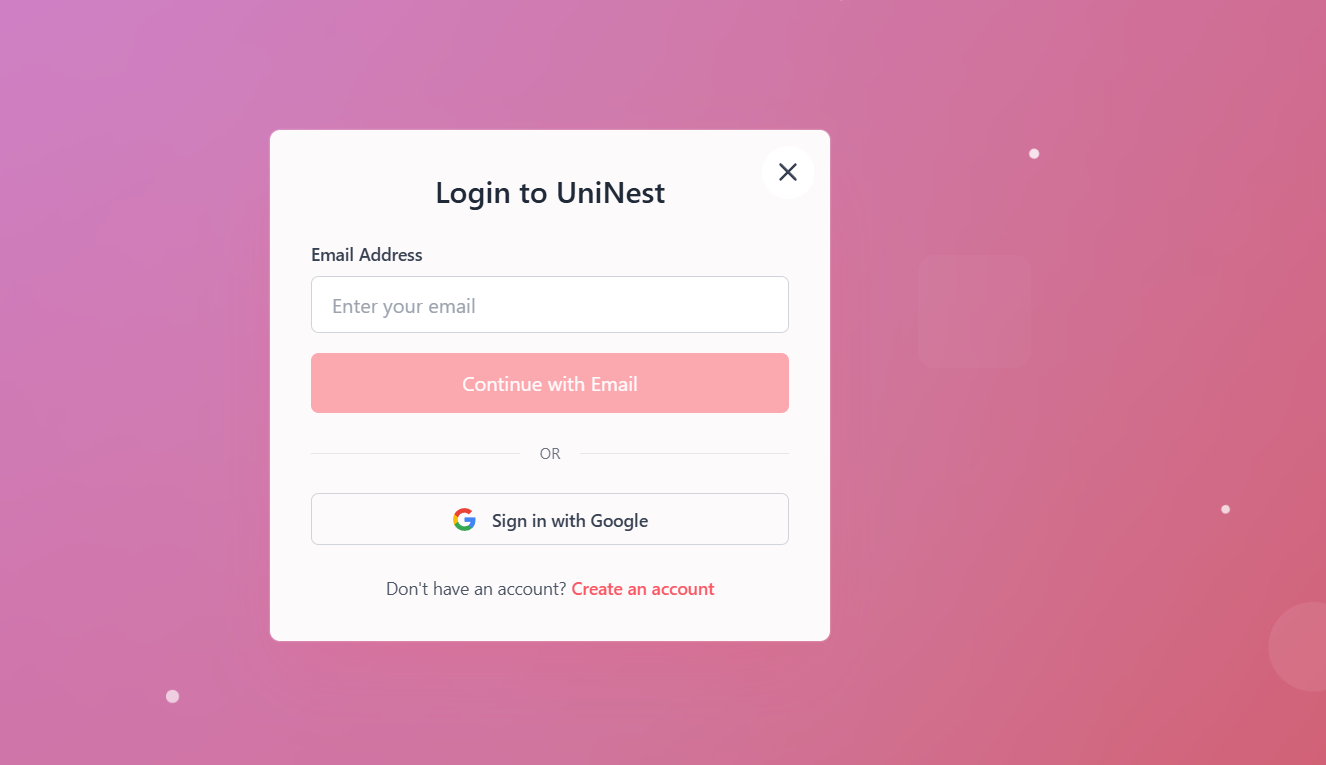 Login to UniNest
Email Address
Enter your email
Continue with Email
OR
Sign in with Google
Don't have an account? Create an account